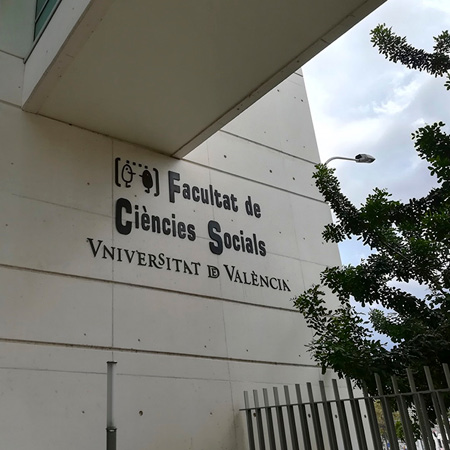 Facultat de
Ciències Socials
VNIVERSITAT DE VALÈNCIA